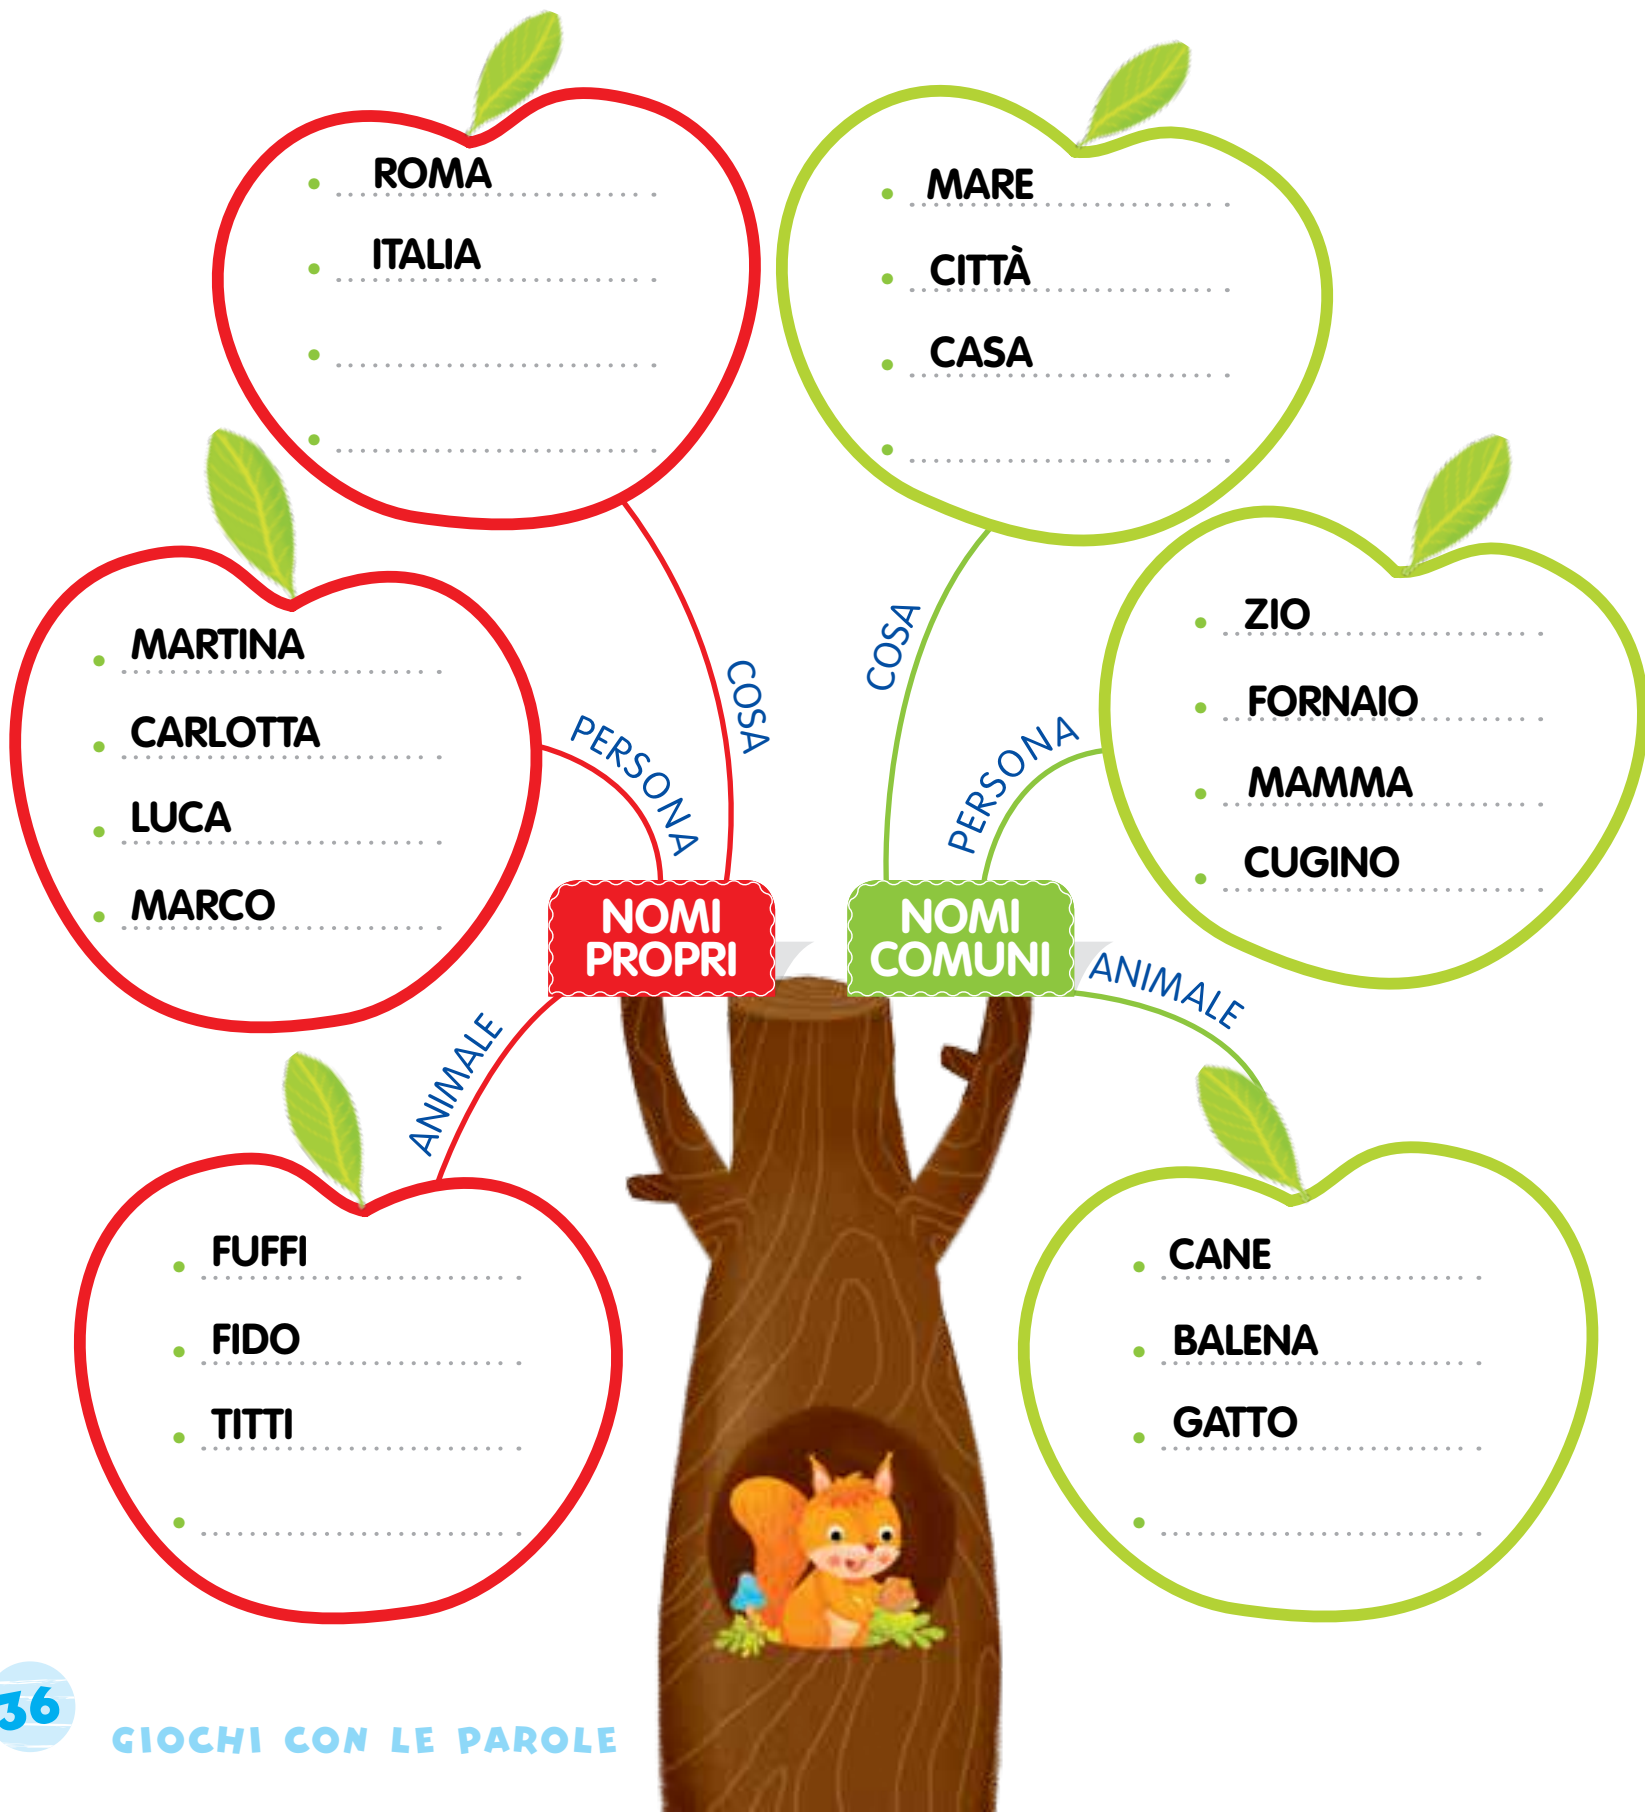 ROMA
ITALIA
MARE
CITTÀ
CASA
MARTINA
CARLOTTA
LUCA
MARCO
ZIO
FORNAIO
MAMMA
CUGINO
COSA
PERSONA
COSA
PERSONA
NOMI
PROPRI
NOMI
COMUNI
ANIMALE
ANIMALE
FUFFI
FIDO
TITTI
CANE
BALENA
GATTO
36
GIOCHI CON LE PAROLE